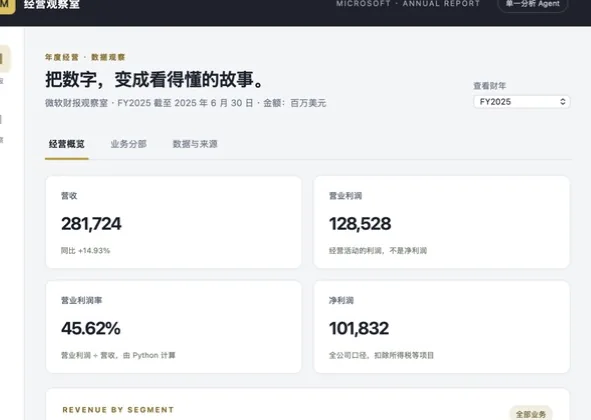 M 经营观察室
MICROSOFT · ANNUAL REPORT
单一分析 Agent
年度经营 · 数据观察
把数字，变成看得懂的故事。
微软财报观察室 · FY2025 截至 2025 年 6 月 30 日 · 金额：百万美元
查看财年
FY2025
经营概览 业务分部 数据与来源
营收
281,724
同比 +14.93%
营业利润
128,528
经营活动的利润，不是净利润
营业利润率
45.62%
营业利润 ÷ 营收，由 Python 计算
净利润
101,832
全公司口径，扣除所得税等项目
REVENUE BY SEGMENT
全部业务